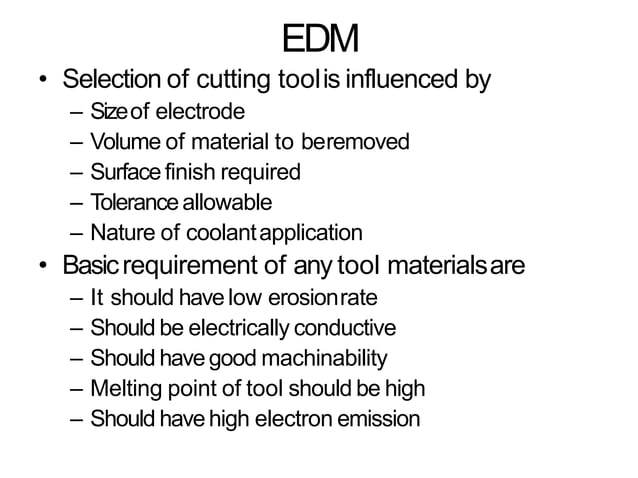 EDM
• Selection of cutting tool is influenced by
– Size of electrode
– Volume of material to be removed
– Surface finish required
– Tolerance allowable
– Nature of coolant application
• Basic requirement of any tool materials are
– It should have low erosion rate
– Should be electrically conductive
– Should have good machinability
– Melting point of tool should be high
– Should have high electron emission